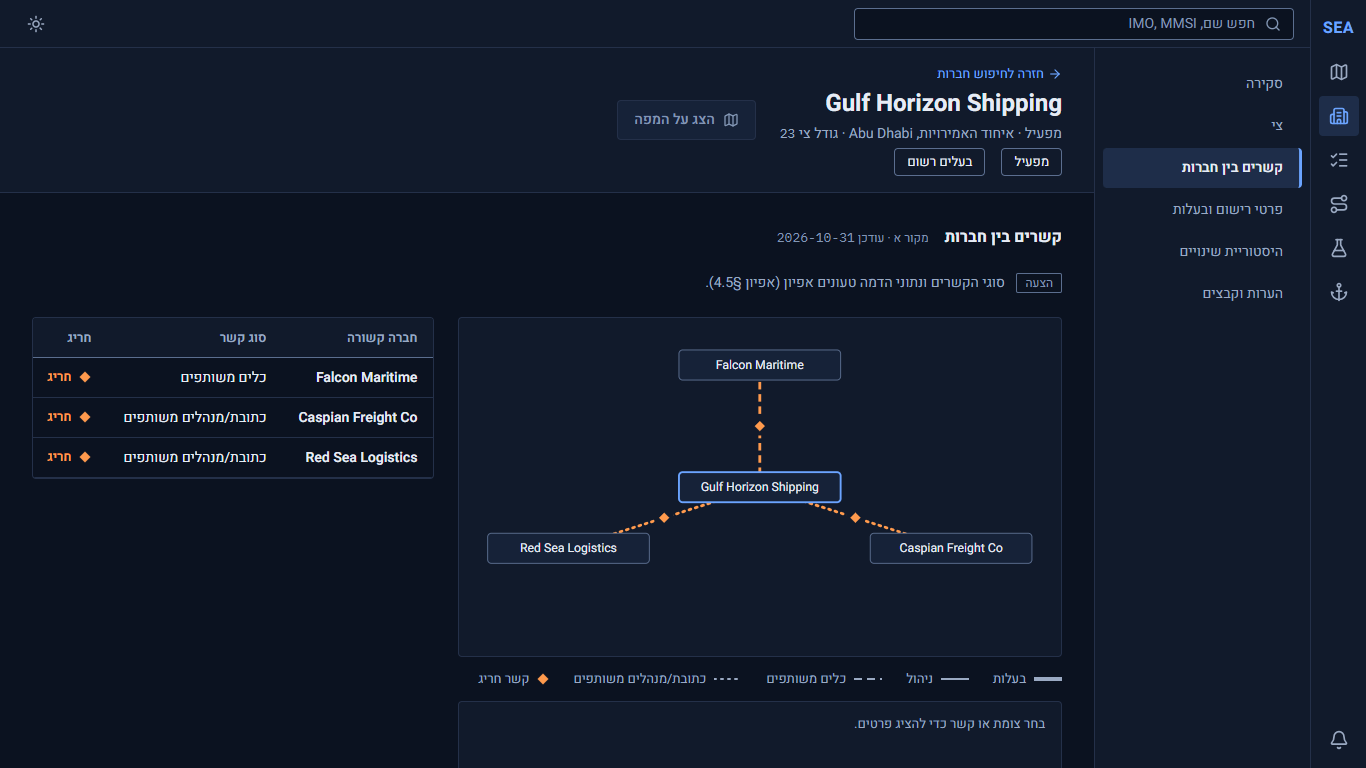 SEA
חפש שם, IMO, MMSI
סקירה
צי
קשרים בין חברות
פרטי רישום ובעלות
היסטוריית שינויים
הערות וקבצים
חזרה לחיפוש חברות
Gulf Horizon Shipping
מפעיל · איחוד האמירויות, Abu Dhabi · גודל צי 23
מפעיל
בעלים רשום
הצג על המפה
קשרים בין חברות
מקור א · עודכן 2026-10-31
הצעה
סוגי הקשרים ונתוני הדמה טעונים אפיון (אפיון §4.5).
Falcon Maritime
Gulf Horizon Shipping
Red Sea Logistics
Caspian Freight Co
בעלות
ניהול
כלים משותפים
כתובת/מנהלים משותפים
קשר חריג
בחר צומת או קשר כדי להציג פרטים.
חברה קשורה סוג קשר חריג
Falcon Maritime כלים משותפים חריג
Caspian Freight Co כתובת/מנהלים משותפים חריג
Red Sea Logistics כתובת/מנהלים משותפים חריג